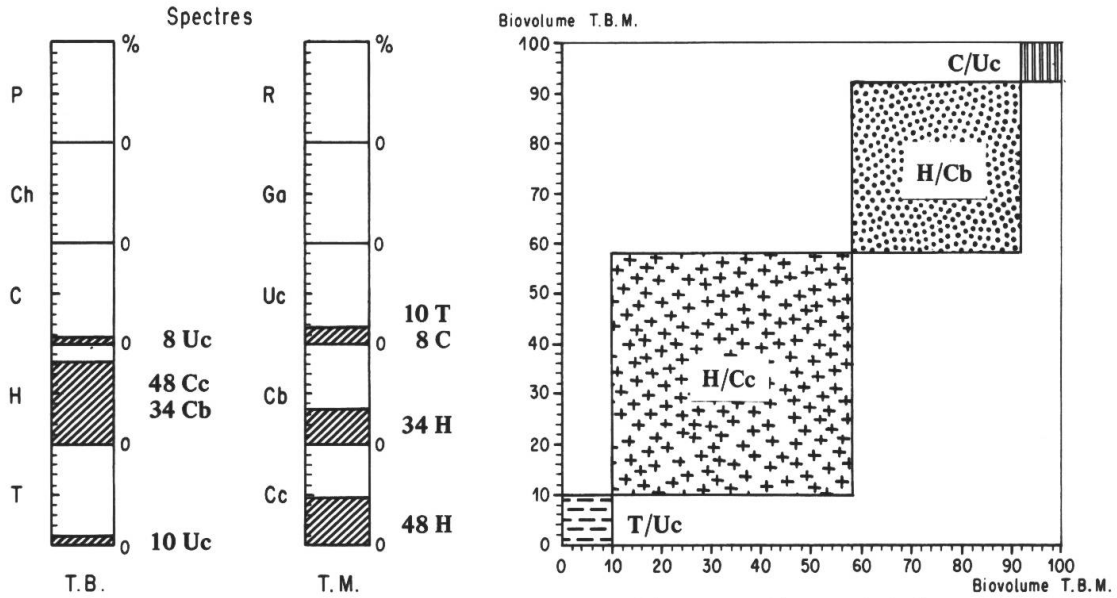 Spectres
%
P
0
Ch
0
C
8 Uc
0
48 Cc
H
34 Cb
0
T
10 Uc
0
T.B.
%
R
0
Ga
0
Uc
10 T
8 C
0
Cb
34 H
0
Cc
48 H
0
T.M.
Biovolume T.B.M.
100
90
80
70
60
50
40
30
20
10
0
C/Uc
H/Cb
H/Cc
T/Uc
0 10 20 30 40 50 60 70 80 90 100
Biovolume T.B.M.